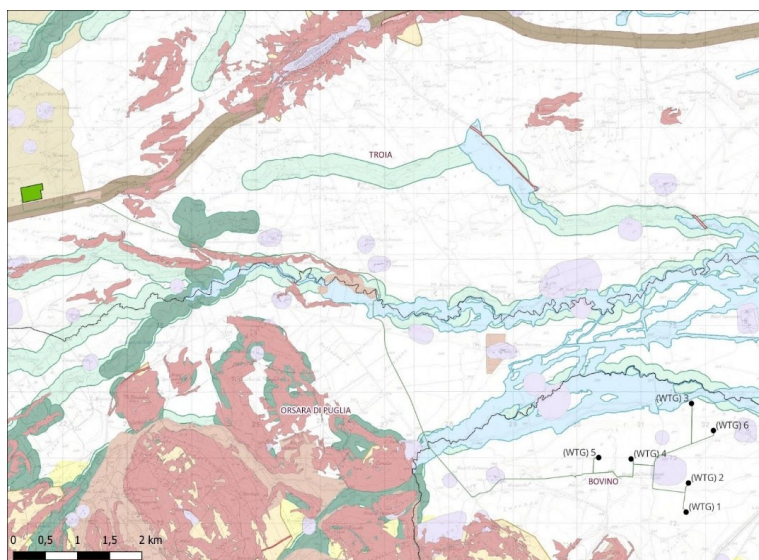 TROIA
ORSARA DI PUGLIA
(WTG) 3
(WTG) 6
(WTG) 5
(WTG) 4
BOVINO
(WTG) 2
(WTG) 1
0 0,5 1 1,5 2 km